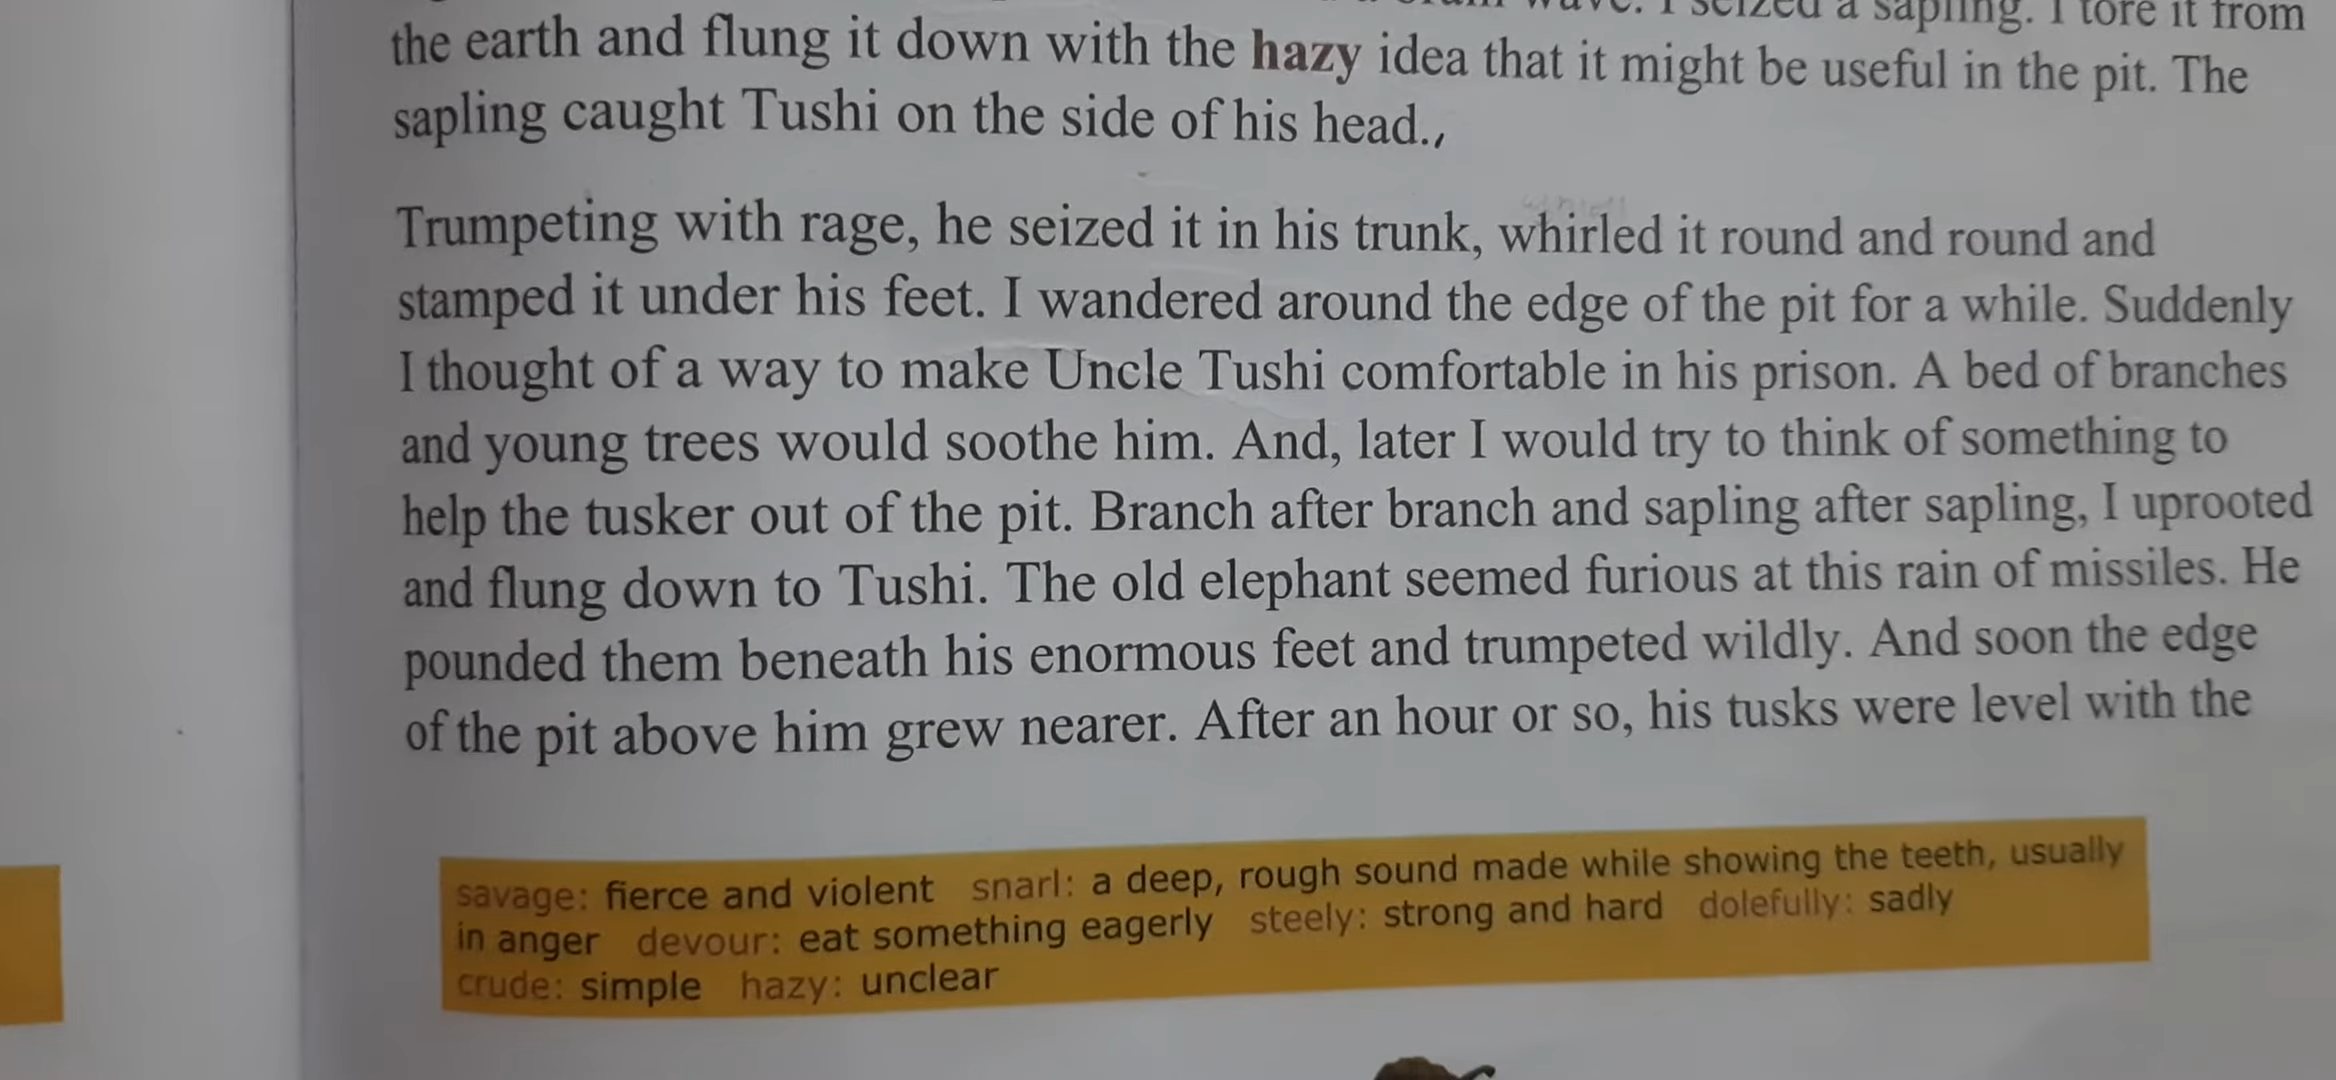 wave. I seized a sapling. I tore it from
the earth and flung it down with the hazy idea that it might be useful in the pit. The
sapling caught Tushi on the side of his head.,
Trumpeting with rage, he seized it in his trunk, whirled it round and round and
stamped it under his feet. I wandered around the edge of the pit for a while. Suddenly
I thought of a way to make Uncle Tushi comfortable in his prison. A bed of branches
and young trees would soothe him. And, later I would try to think of something to
help the tusker out of the pit. Branch after branch and sapling after sapling, I uprooted
and flung down to Tushi. The old elephant seemed furious at this rain of missiles. He
pounded them beneath his enormous feet and trumpeted wildly. And soon the edge
of the pit above him grew nearer. After an hour or so, his tusks were level with the
savage: fierce and violent snarl: a deep, rough sound made while showing the teeth, usually
in anger devour: eat something eagerly steely: strong and hard dolefully: sadly
crude: simple hazy: unclear